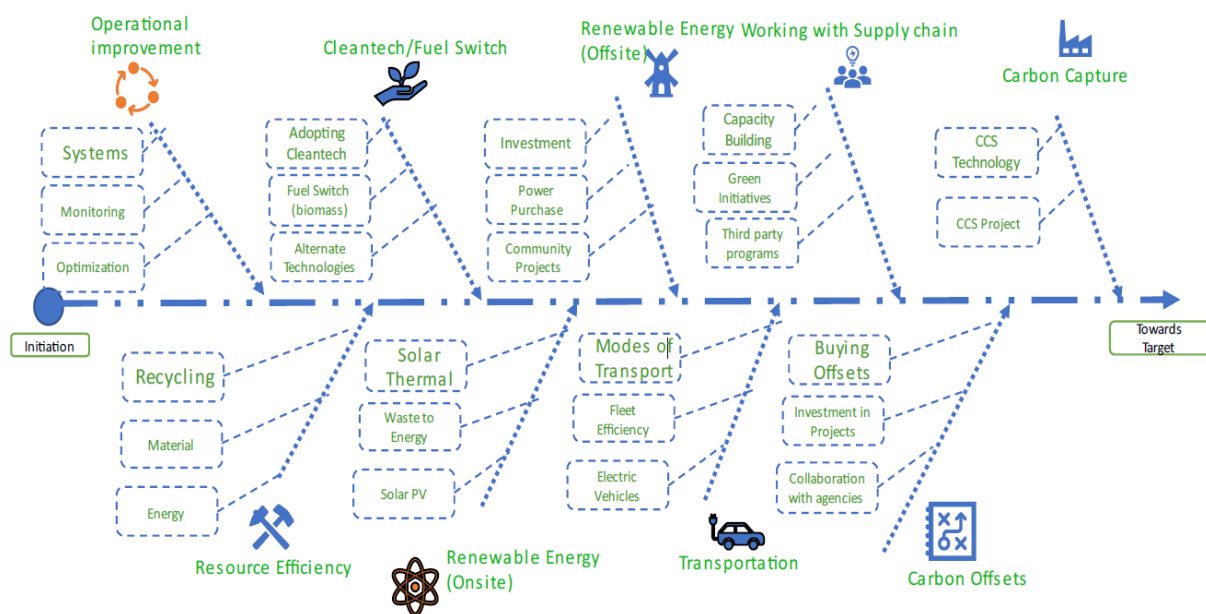 Operational
improvement
Cleantech/Fuel Switch
Renewable Energy
(Offsite)
Working with Supply chain
Carbon Capture
Systems
Monitoring
Optimization
Adopting
Cleantech
Fuel Switch
(biomass)
Alternate
Technologies
Investment
Power
Purchase
Community
Projects
Capacity
Building
Green
Initiatives
Third party
programs
CCS
Technology
CCS Project
Initiation
Towards
Target
Recycling
Material
Energy
Solar
Thermal
Waste to
Energy
Solar PV
Modes of
Transport
Fleet
Efficiency
Electric
Vehicles
Buying
Offsets
Investment in
Projects
Collaboration
with agencies
Resource Efficiency
Renewable Energy
(Onsite)
Transportation
Carbon Offsets